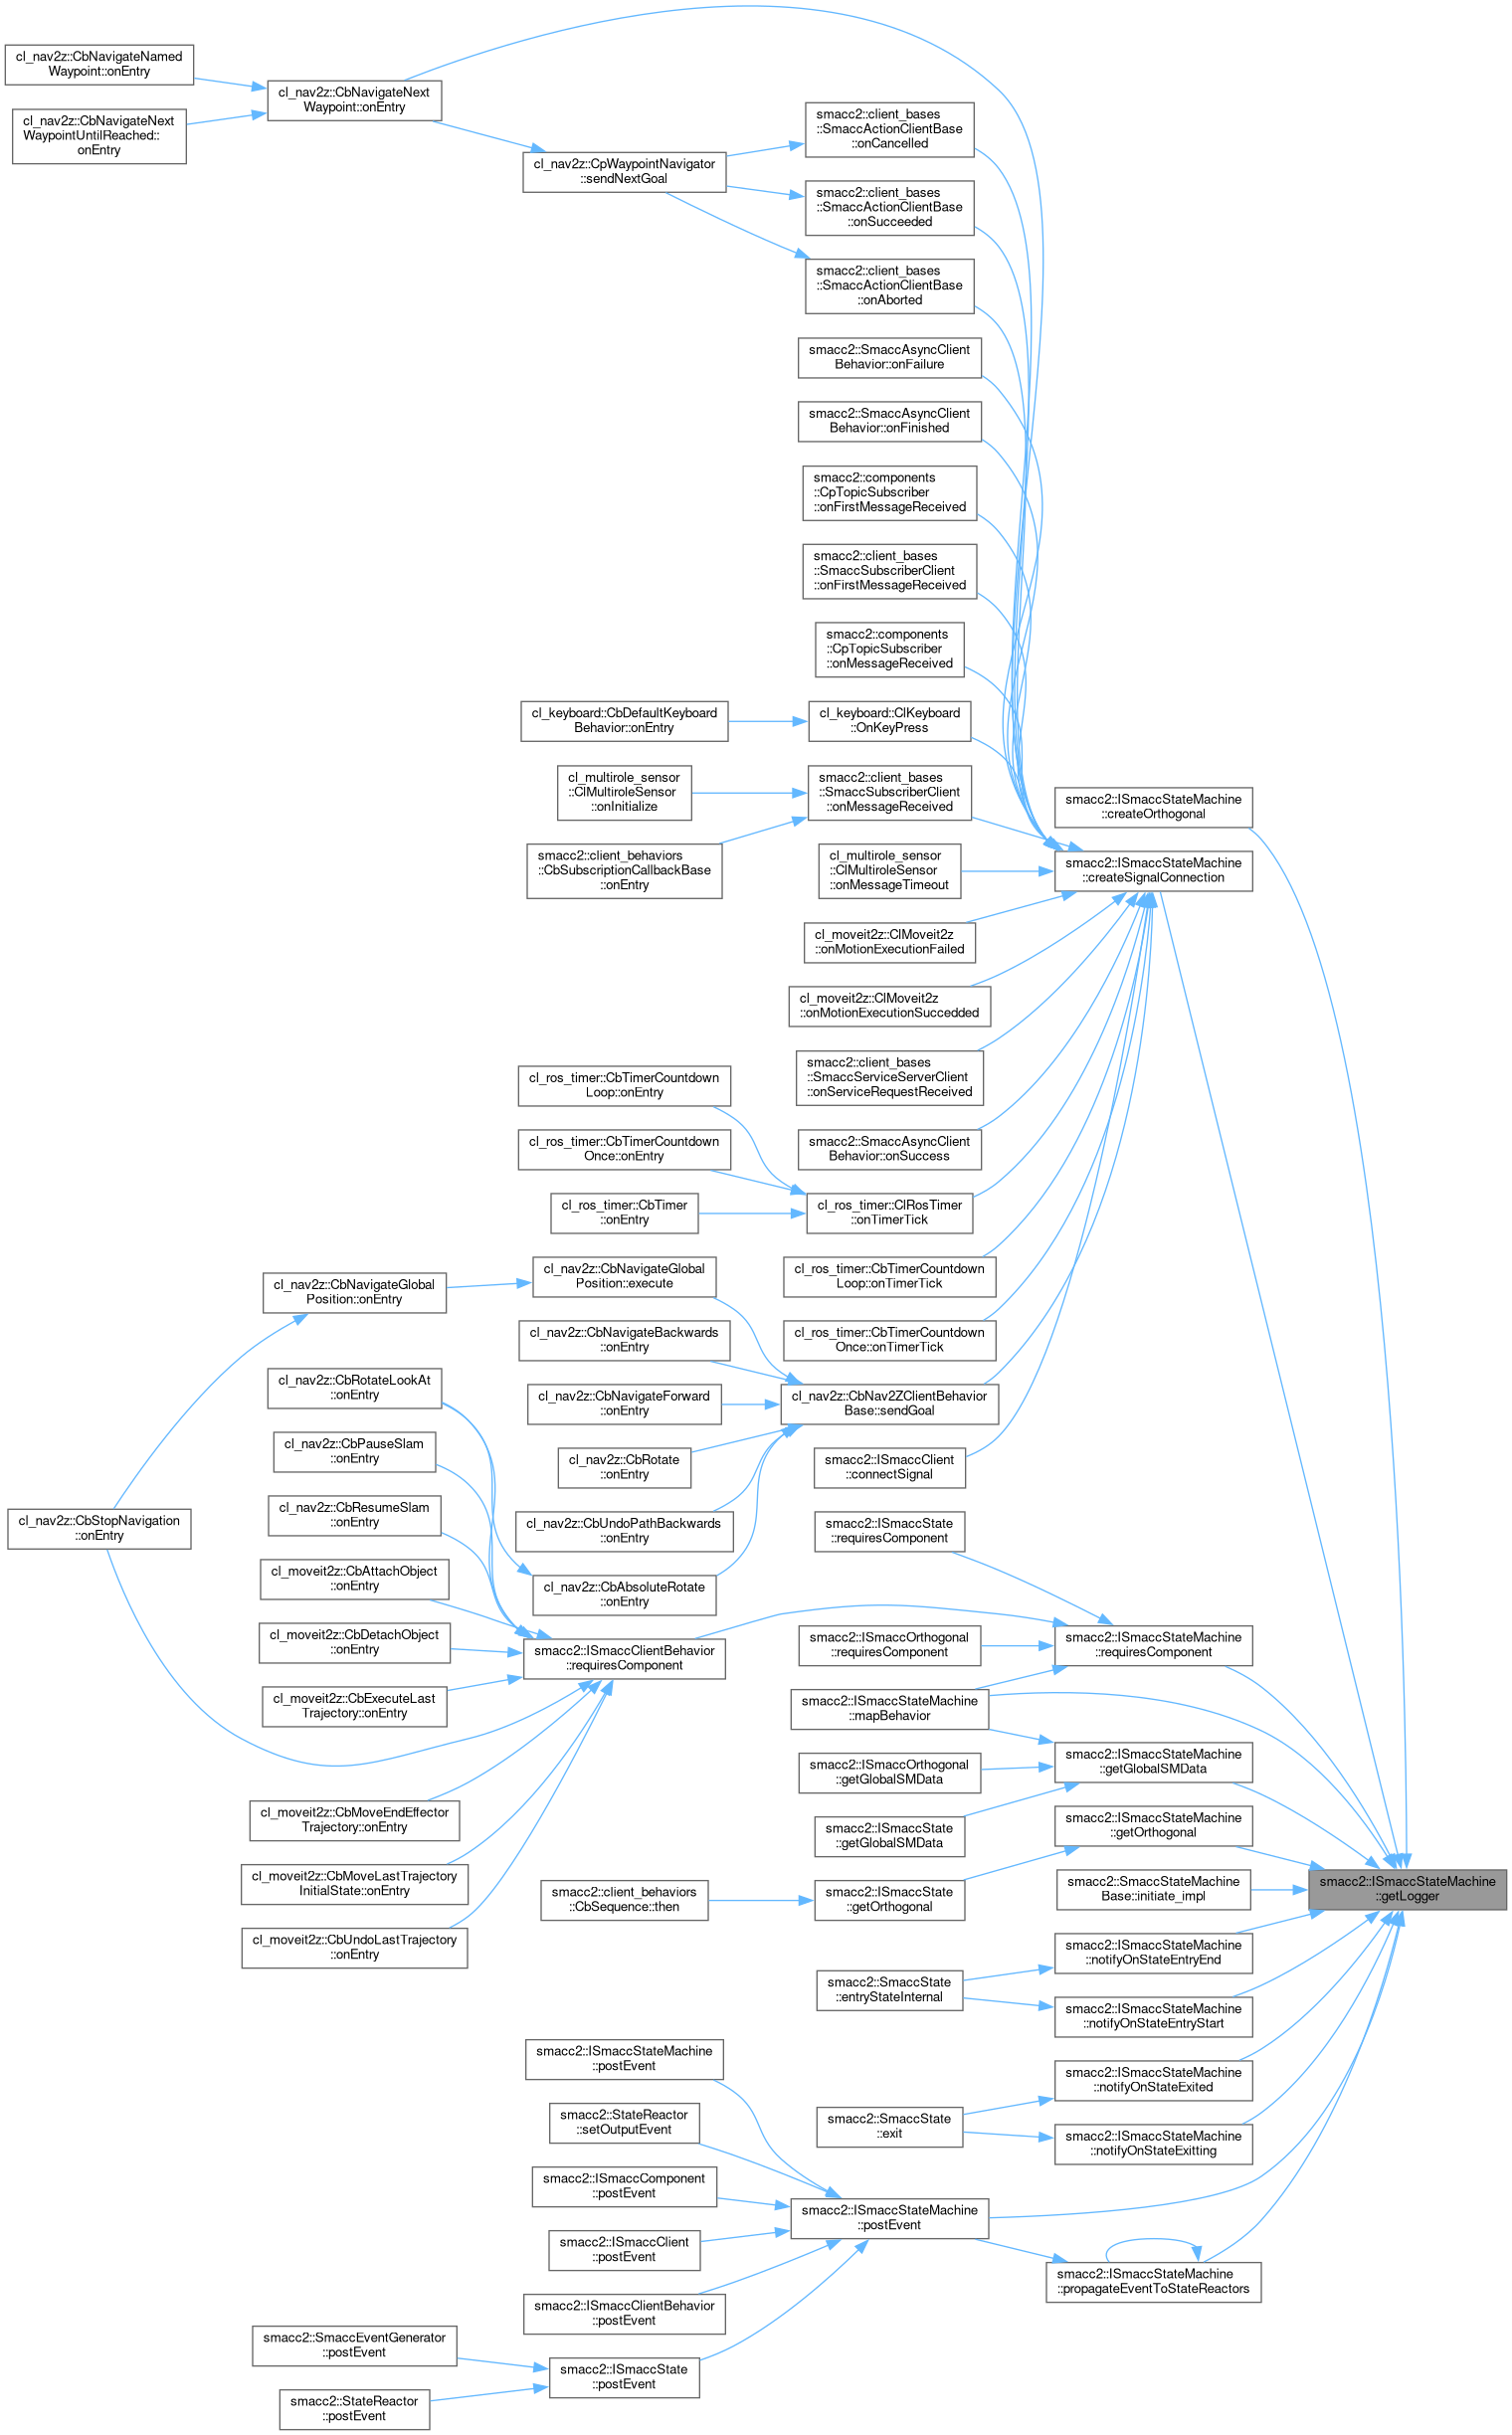 cl_nav2z::CbNavigateNamed
Waypoint::onEntry
cl_nav2z::CbNavigateNext
WaypointUntilReached::
onEntry
cl_nav2z::CbNavigateNext
Waypoint::onEntry
cl_nav2z::CpWaypointNavigator
::sendNextGoal
smacc2::client_bases
::SmaccActionClientBase
::onCancelled
smacc2::client_bases
::SmaccActionClientBase
::onSucceeded
smacc2::client_bases
::SmaccActionClientBase
::onAborted
smacc2::SmaccAsyncClient
Behavior::onFailure
smacc2::SmaccAsyncClient
Behavior::onFinished
smacc2::components
::CpTopicSubscriber
::onFirstMessageReceived
smacc2::client_bases
::SmaccSubscriberClient
::onFirstMessageReceived
smacc2::components
::CpTopicSubscriber
::onMessageReceived
cl_keyboard::CbDefaultKeyboard
Behavior::onEntry
cl_keyboard::ClKeyboard
::OnKeyPress
cl_multirole_sensor
::ClMultiroleSensor
::onInitialize
smacc2::client_bases
::SmaccSubscriberClient
::onMessageReceived
smacc2::ISmaccStateMachine
::createOrthogonal
smacc2::client_behaviors
::CbSubscriptionCallbackBase
::onEntry
cl_multirole_sensor
::ClMultiroleSensor
::onMessageTimeout
smacc2::ISmaccStateMachine
::createSignalConnection
cl_moveit2z::ClMoveit2z
::onMotionExecutionFailed
cl_moveit2z::ClMoveit2z
::onMotionExecutionSuccedded
smacc2::client_bases
::SmaccServiceServerClient
::onServiceRequestReceived
cl_ros_timer::CbTimerCountdown
Loop::onEntry
cl_ros_timer::CbTimerCountdown
Once::onEntry
smacc2::SmaccAsyncClient
Behavior::onSuccess
cl_ros_timer::CbTimer
::onEntry
cl_ros_timer::ClRosTimer
::onTimerTick
cl_nav2z::CbNavigateGlobal
Position::onEntry
cl_nav2z::CbNavigateGlobal
Position::execute
cl_ros_timer::CbTimerCountdown
Loop::onTimerTick
cl_nav2z::CbNavigateBackwards
::onEntry
cl_ros_timer::CbTimerCountdown
Once::onTimerTick
cl_nav2z::CbRotateLookAt
::onEntry
cl_nav2z::CbNavigateForward
::onEntry
cl_nav2z::CbNav2ZClientBehavior
Base::sendGoal
cl_nav2z::CbPauseSlam
::onEntry
cl_nav2z::CbRotate
::onEntry
smacc2::ISmaccClient
::connectSignal
cl_nav2z::CbStopNavigation
::onEntry
cl_nav2z::CbResumeSlam
::onEntry
cl_nav2z::CbUndoPathBackwards
::onEntry
smacc2::ISmaccState
::requiresComponent
cl_moveit2z::CbAttachObject
::onEntry
cl_nav2z::CbAbsoluteRotate
::onEntry
cl_moveit2z::CbDetachObject
::onEntry
smacc2::ISmaccClientBehavior
::requiresComponent
smacc2::ISmaccOrthogonal
::requiresComponent
smacc2::ISmaccStateMachine
::requiresComponent
cl_moveit2z::CbExecuteLast
Trajectory::onEntry
smacc2::ISmaccStateMachine
::mapBehavior
smacc2::ISmaccOrthogonal
::getGlobalSMData
smacc2::ISmaccStateMachine
::getGlobalSMData
cl_moveit2z::CbMoveEndEffector
Trajectory::onEntry
smacc2::ISmaccState
::getGlobalSMData
smacc2::ISmaccStateMachine
::getOrthogonal
cl_moveit2z::CbMoveLastTrajectory
InitialState::onEntry
smacc2::client_behaviors
::CbSequence::then
smacc2::ISmaccState
::getOrthogonal
smacc2::SmaccStateMachine
Base::initiate_impl
smacc2::ISmaccStateMachine
::getLogger
cl_moveit2z::CbUndoLastTrajectory
::onEntry
smacc2::ISmaccStateMachine
::notifyOnStateEntryEnd
smacc2::SmaccState
::entryStateInternal
smacc2::ISmaccStateMachine
::notifyOnStateEntryStart
smacc2::ISmaccStateMachine
::postEvent
smacc2::ISmaccStateMachine
::notifyOnStateExited
smacc2::StateReactor
::setOutputEvent
smacc2::SmaccState
::exit
smacc2::ISmaccStateMachine
::notifyOnStateExitting
smacc2::ISmaccComponent
::postEvent
smacc2::ISmaccStateMachine
::postEvent
smacc2::ISmaccClient
::postEvent
smacc2::ISmaccStateMachine
::propagateEventToStateReactors
smacc2::ISmaccClientBehavior
::postEvent
smacc2::SmaccEventGenerator
::postEvent
smacc2::ISmaccState
::postEvent
smacc2::StateReactor
::postEvent